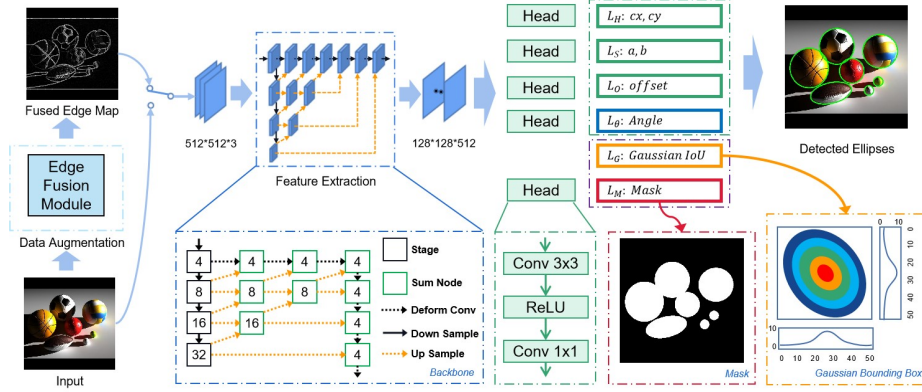 Fused Edge Map
Edge
Fusion
Module
Data Augmentation
Input
512*512*3
Feature Extraction
128*128*512
**
Head
Head
Head
Head
Head
L_H: cx, cy
L_S: a, b
L_O: offset
L_θ: Angle
L_G: Gaussian IoU
L_M: Mask
Detected Ellipses
4 4 4 4
8 8 8 4
16 16 4
32 4
Stage
Sum Node
Deform Conv
Down Sample
Up Sample
Backbone
Conv 3x3
ReLU
Conv 1x1
Mask
10 0
0
10
20
30
40
50
10
0
0 10 20 30 40 50
Gaussian Bounding Box